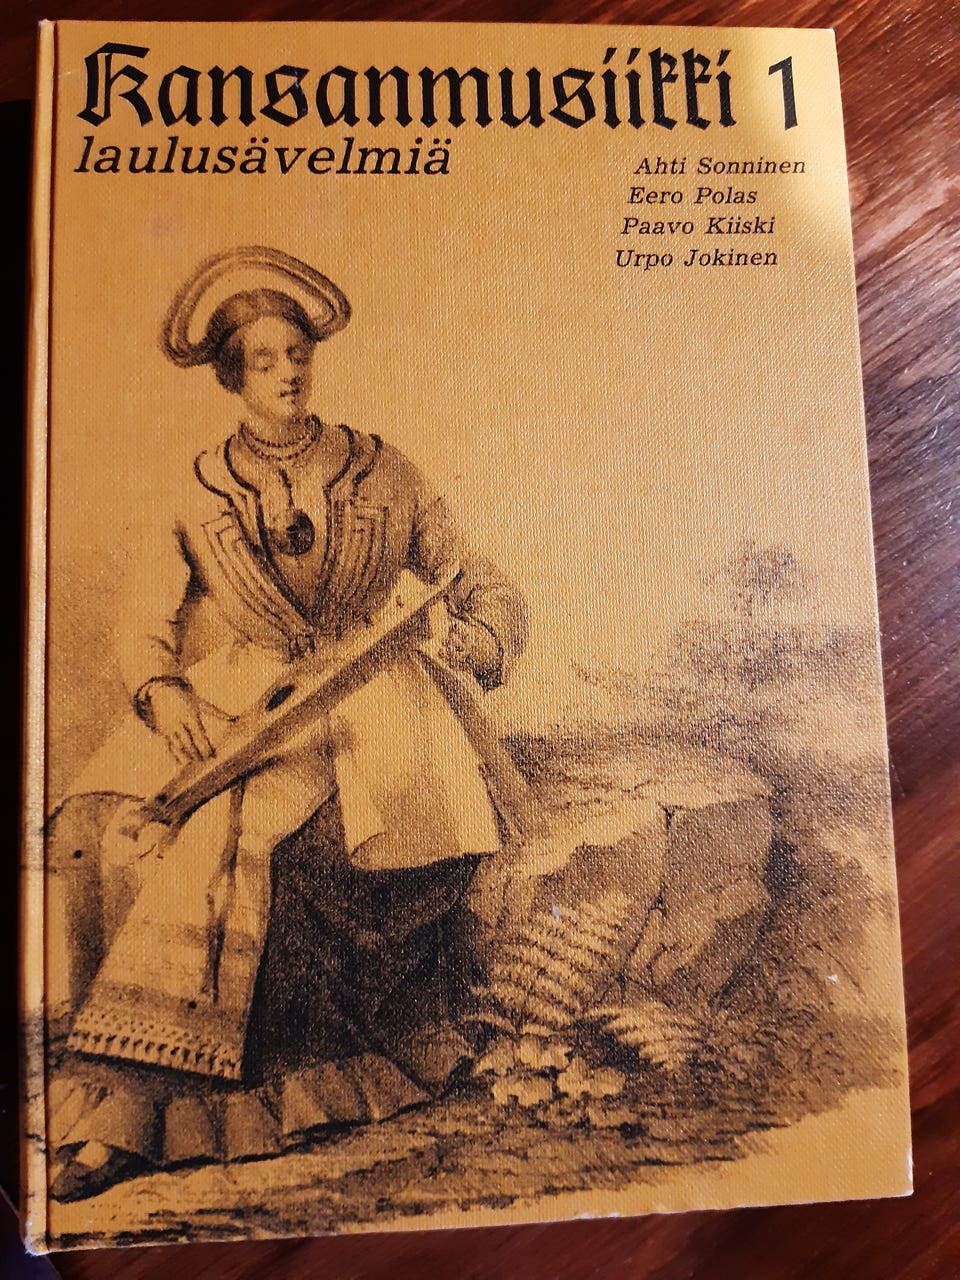 Kansanmusiikki 1
laulusävelmiä
Ahti Sonninen
Eero Polas
Paavo Kiiski
Urpo Jokinen